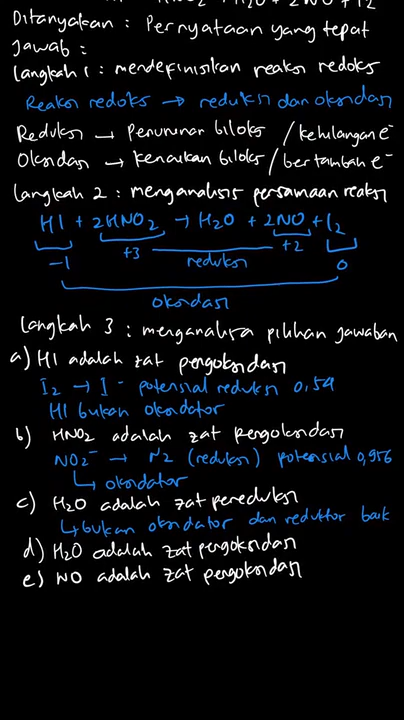 HNO2 → H2O + 2NO + I2
Ditanyakan : Pernyataan yang tepat
Jawab :
Langkah 1 : mendefinisikan reaksi redoks
Reaksi redoks → reduksi dan oksidasi
Reduksi → Penurunan biloks / kehilangan e⁻
Oksidasi → Kenaikan biloks / bertambah e⁻
Langkah 2 : menganalisis persamaan reaksi
HI + 2HNO2 → H2O + 2NO + I2
-1 +3 reduksi +2 0
oksidasi
Langkah 3 : menganalisa pilihan jawaban
a) HI adalah zat pengoksidasi
I2 → I⁻ potensial reduksi 0,54
HI bukan oksidator
b) HNO2 adalah zat pengoksidasi
NO2⁻ → N2 (reduksi) potensial 0,956
↳ oksidator
c) H2O adalah zat pereduksi
↳ bukan oksidator dan reduktor baik
d) H2O adalah zat pengoksidasi
e) NO adalah zat pengoksidasi